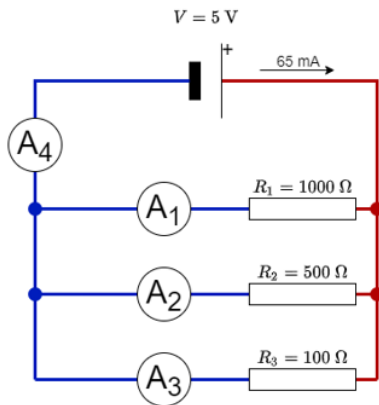 V = 5 V
+
65 mA
A₄
A₁
R₁ = 1000 Ω
A₂
R₂ = 500 Ω
A₃
R₃ = 100 Ω